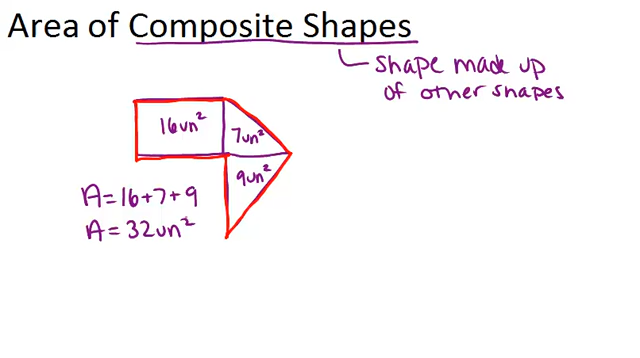 Area of Composite Shapes
Shape made up
of other shapes
16un²
7un²
9un²
A=16+7+9
A=32un²